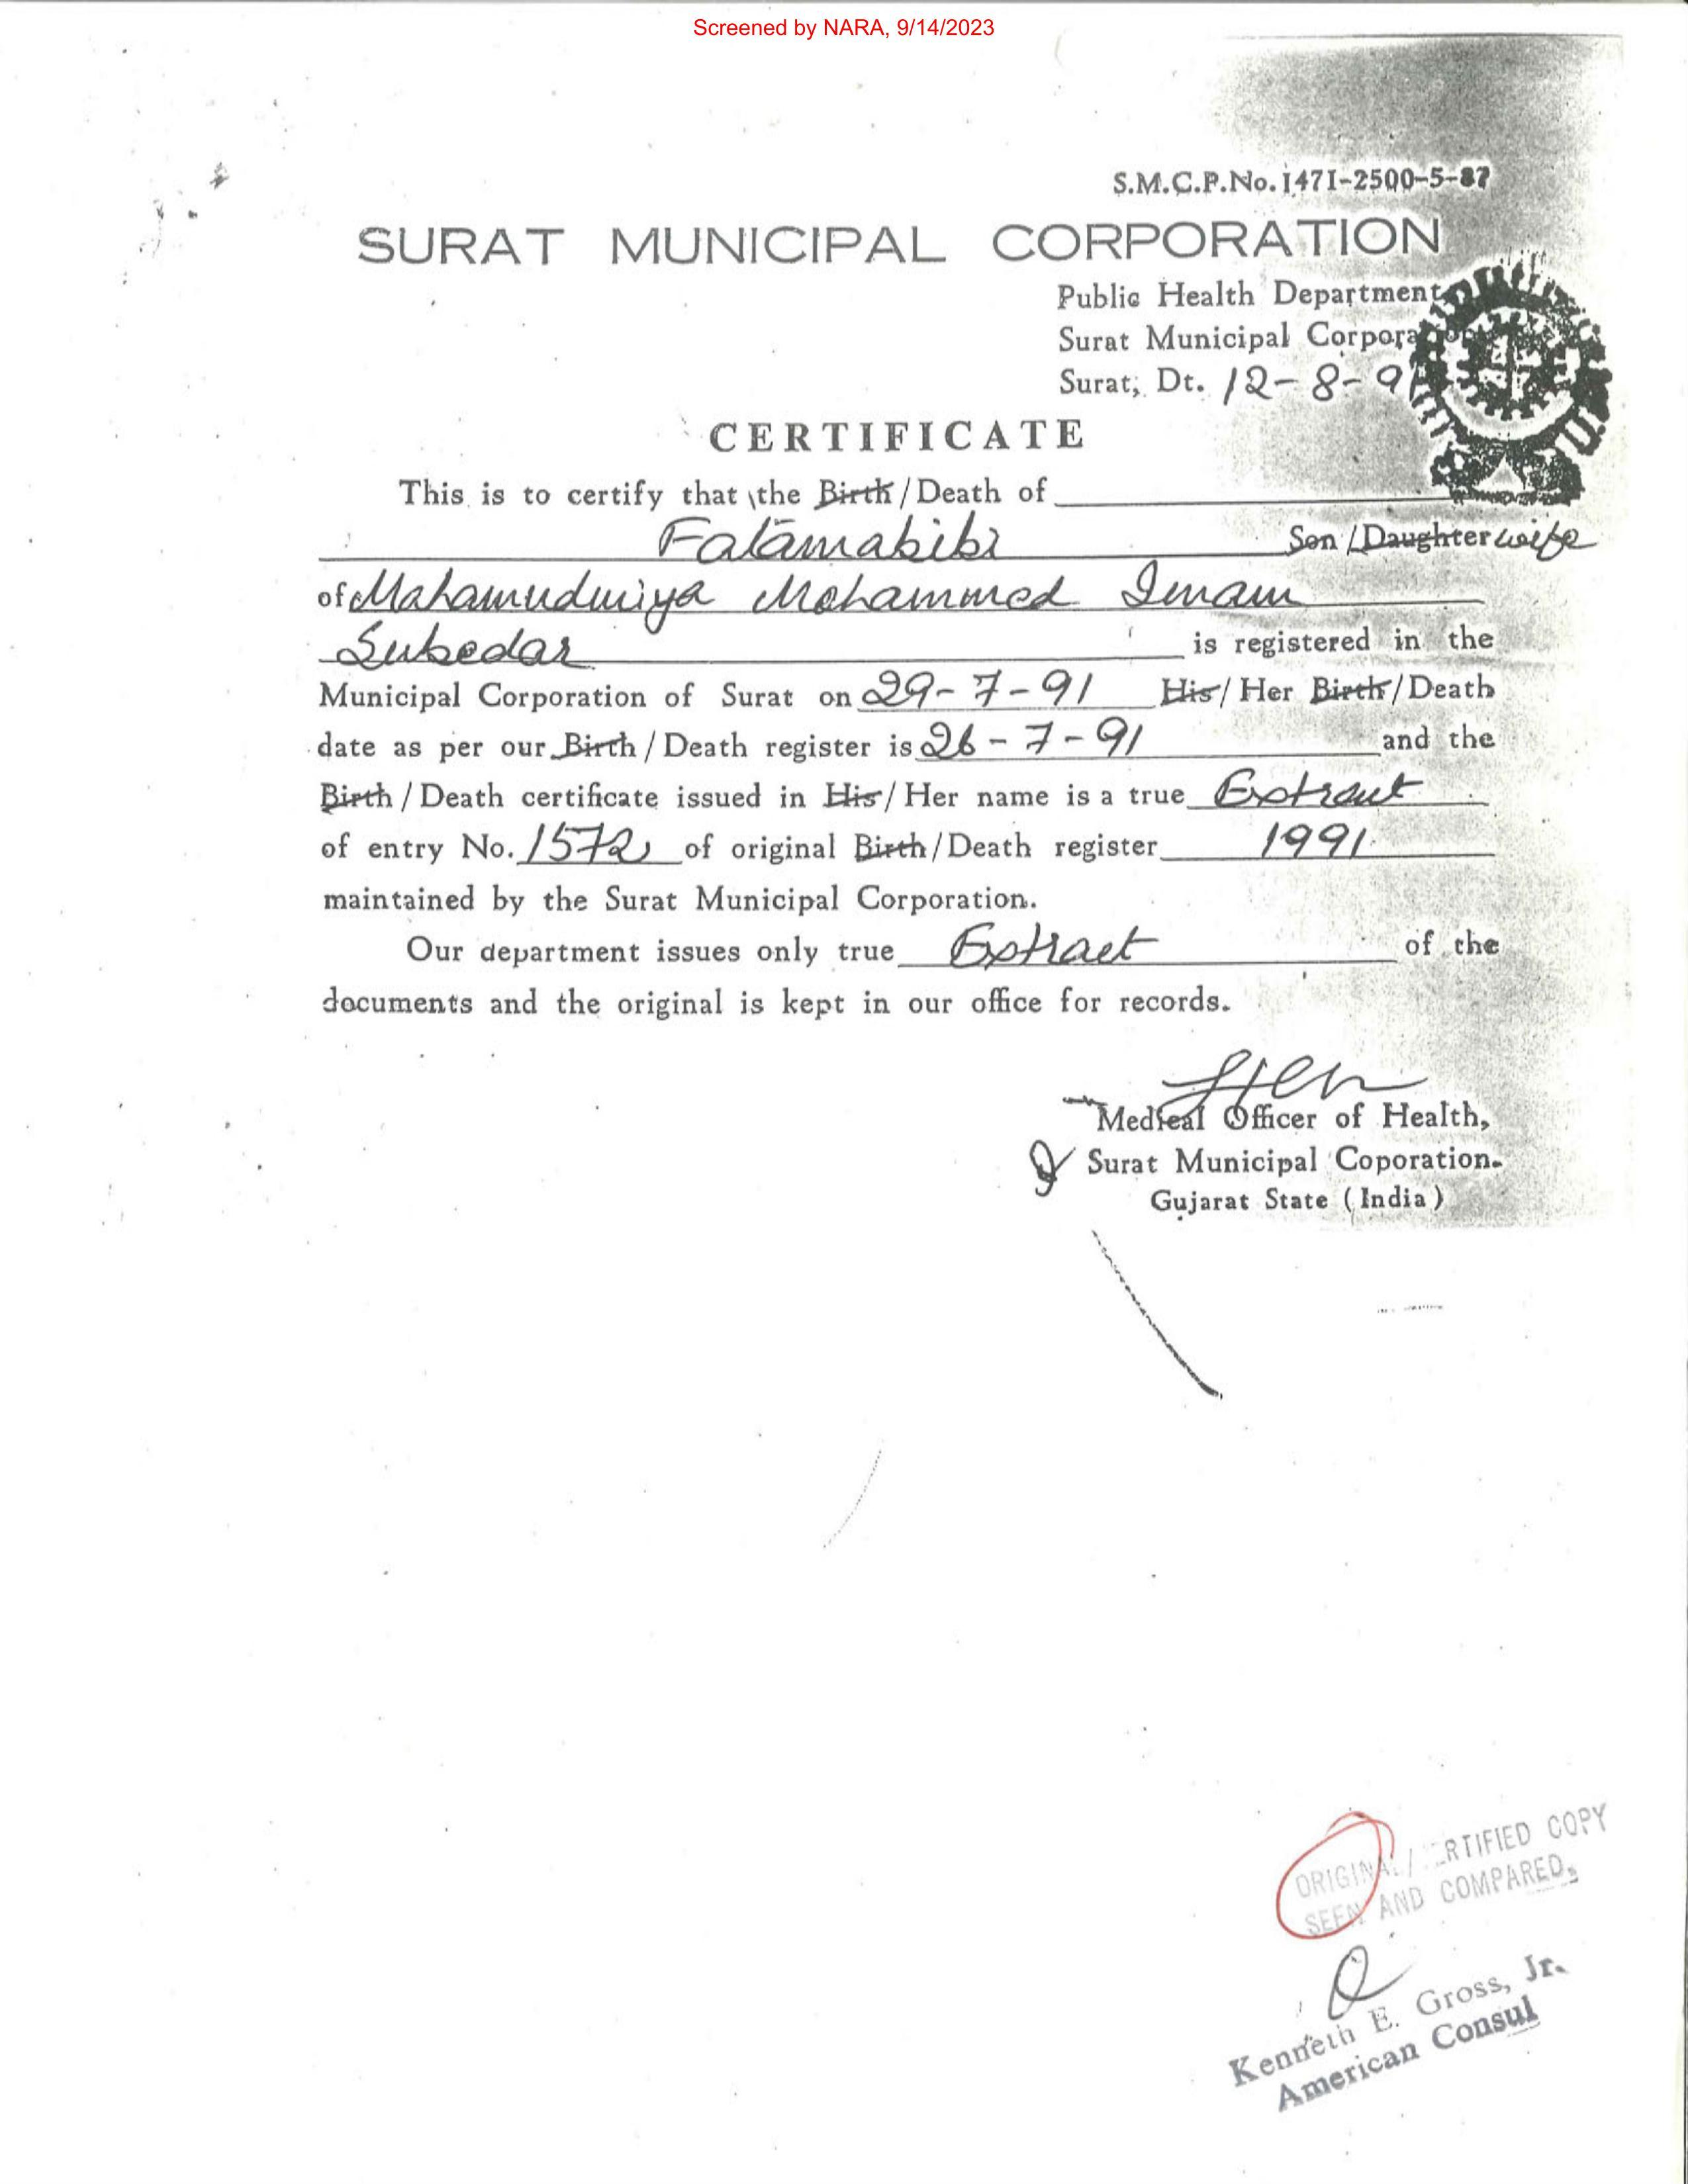 Screened by NARA, 9/14/2023
S.M.C.P.No. 1471-2500-5-87
SURAT MUNICIPAL CORPORATION
Public Health Department
Surat Municipal Corpora
Surat, Dt. 12-8-9
CERTIFICATE
This is to certify that the Birth/Death of
Fatamabibi Son/Daughter wife
of Mahamudmiya Mohammed Imam
Subedar is registered in the
Municipal Corporation of Surat on 29-7-91 His/Her Birth/Death
date as per our Birth/Death register is 26-7-91 and the
Birth/Death certificate issued in His/Her name is a true Extract
of entry No. 1572 of original Birth/Death register 1991
maintained by the Surat Municipal Corporation.
Our department issues only true Extract of the
documents and the original is kept in our office for records.
Medical Officer of Health,
Surat Municipal Coporation.
Gujarat State (India)
ORIGINAL / RTIFIED COPY
SEEN AND COMPARED.
Kenneth E. Gross, Jr.
American Consul